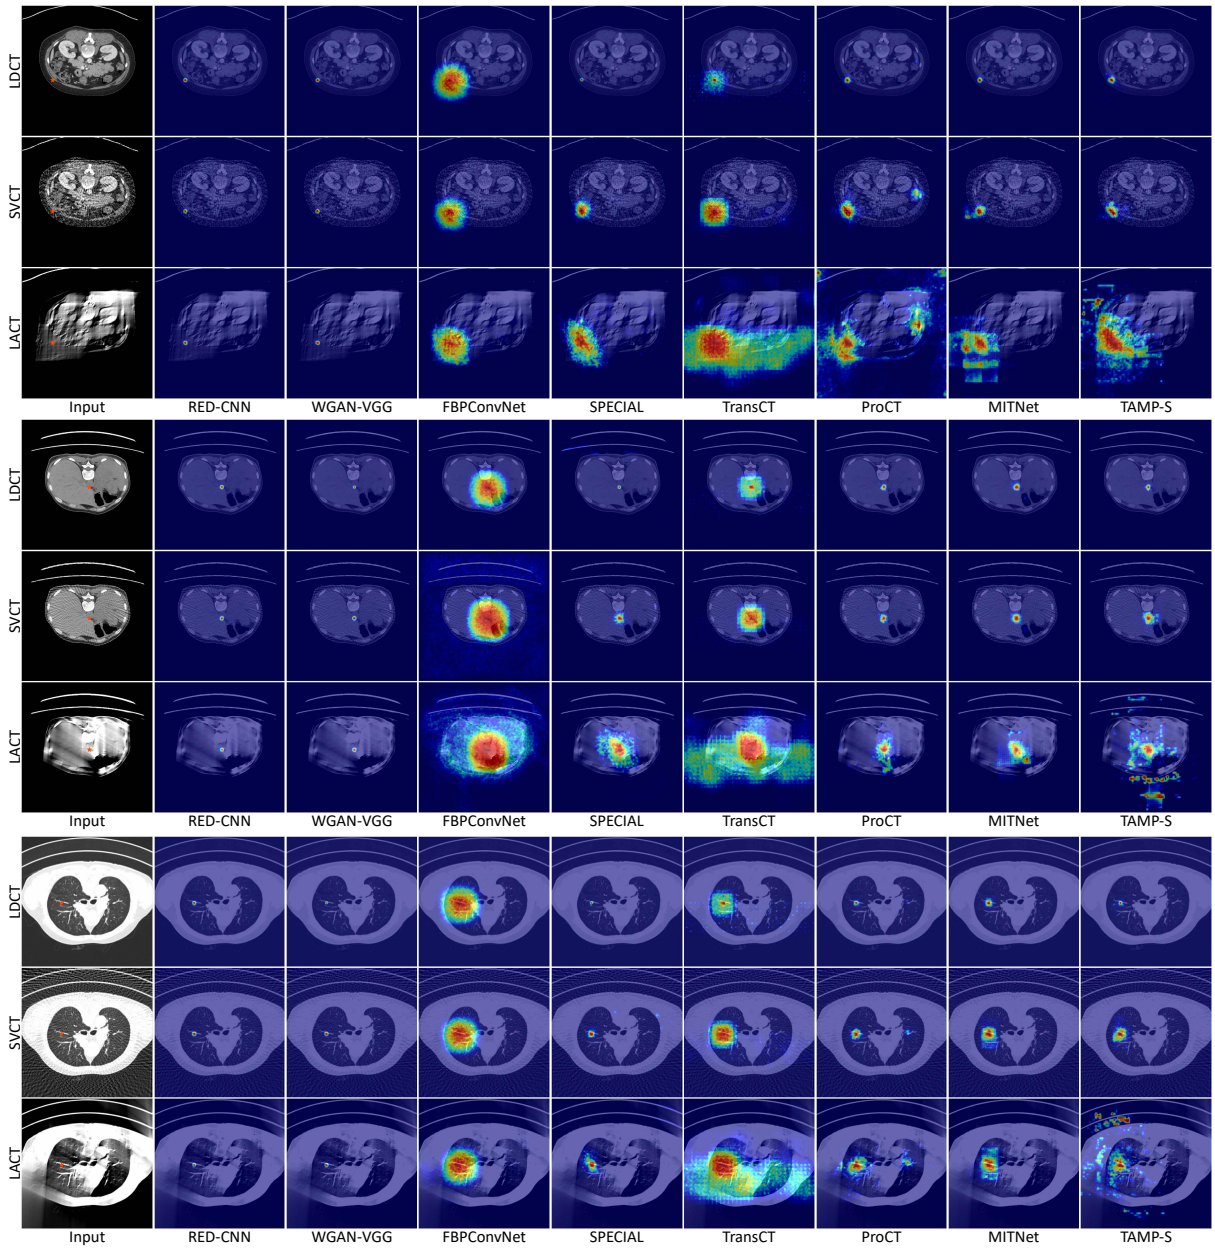 LDCT
SVCT
LACT
Input RED-CNN WGAN-VGG FBPConvNet SPECIAL TransCT ProCT MITNet TAMP-S
LDCT
SVCT
LACT
Input RED-CNN WGAN-VGG FBPConvNet SPECIAL TransCT ProCT MITNet TAMP-S
LDCT
SVCT
LACT
Input RED-CNN WGAN-VGG FBPConvNet SPECIAL TransCT ProCT MITNet TAMP-S